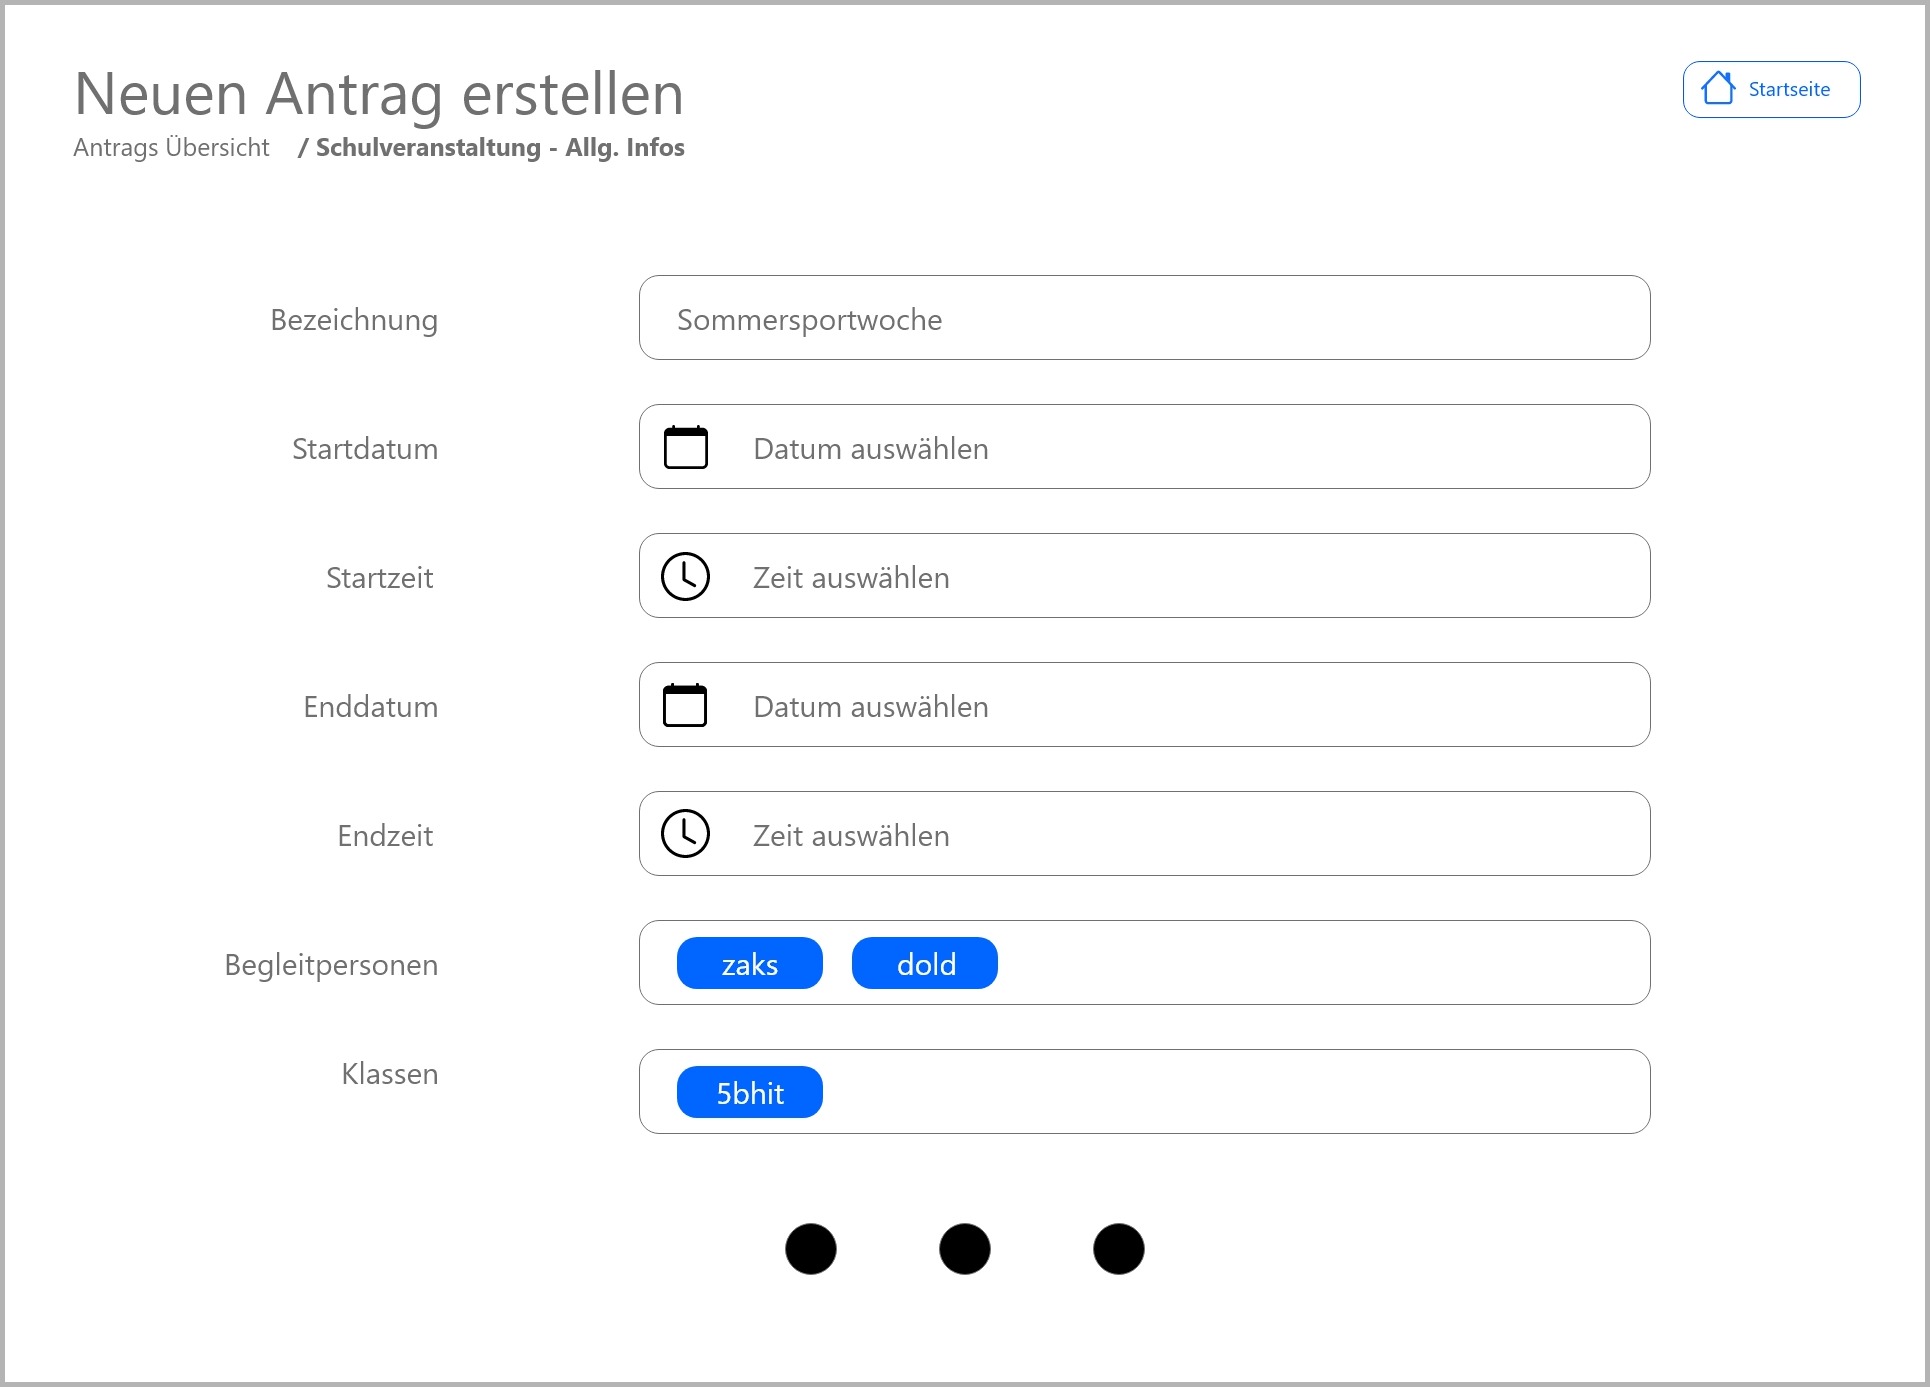 Neuen Antrag erstellen
Startseite
Antrags Übersicht / Schulveranstaltung - Allg. Infos
Bezeichnung
Sommersportwoche
Startdatum
Datum auswählen
Startzeit
Zeit auswählen
Enddatum
Datum auswählen
Endzeit
Zeit auswählen
Begleitpersonen
zaks dold
Klassen
5bhit